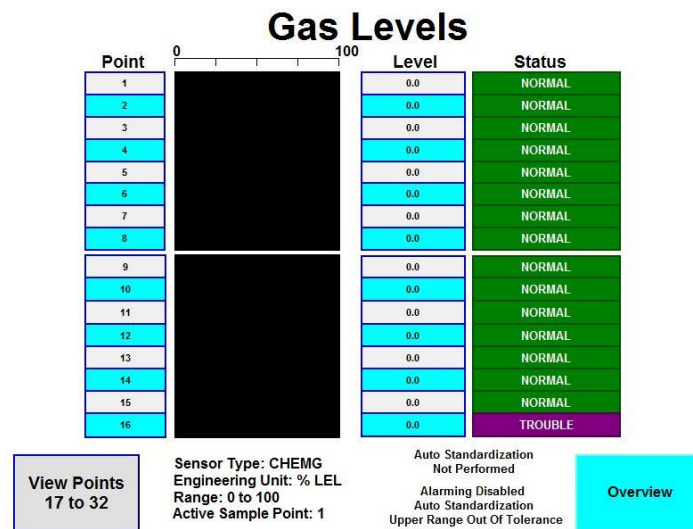 Gas Levels
0 100
Point Level Status
1 0.0 NORMAL
2 0.0 NORMAL
3 0.0 NORMAL
4 0.0 NORMAL
5 0.0 NORMAL
6 0.0 NORMAL
7 0.0 NORMAL
8 0.0 NORMAL
9 0.0 NORMAL
10 0.0 NORMAL
11 0.0 NORMAL
12 0.0 NORMAL
13 0.0 NORMAL
14 0.0 NORMAL
15 0.0 NORMAL
16 0.0 TROUBLE
View Points
17 to 32
Sensor Type: CHEMG
Engineering Unit: % LEL
Range: 0 to 100
Active Sample Point: 1
Auto Standardization
Not Performed
Alarming Disabled
Auto Standardization
Upper Range Out Of Tolerance
Overview